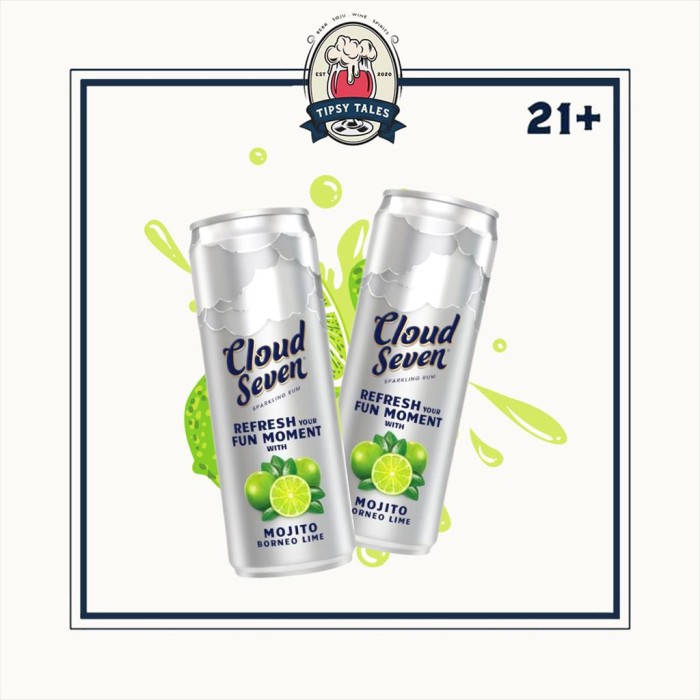 BEER SOJU WINE SPIRITS
EST 2020
TIPSY TALES
21+
Cloud
Seven
SPARKLING RUM
REFRESH YOUR
FUN MOMENT
WITH
MOJITO
BORNEO LIME
Cloud
Seven
SPARKLING RUM
REFRESH YOUR
FUN MOMENT
WITH
MOJITO
ORNEO LIME